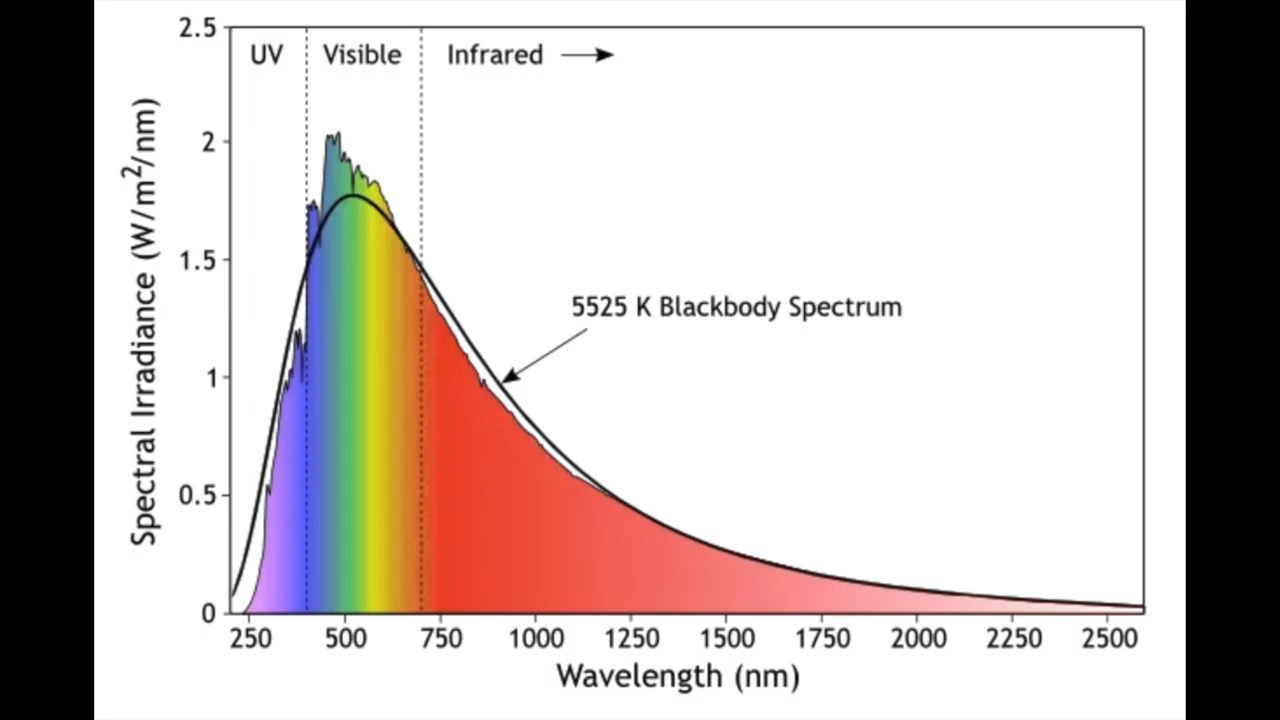 2.5
UV
Visible
Infrared
2
1.5
1
0.5
0
Spectral Irradiance (W/m²/nm)
5525 K Blackbody Spectrum
250 500 750 1000 1250 1500 1750 2000 2250 2500
Wavelength (nm)